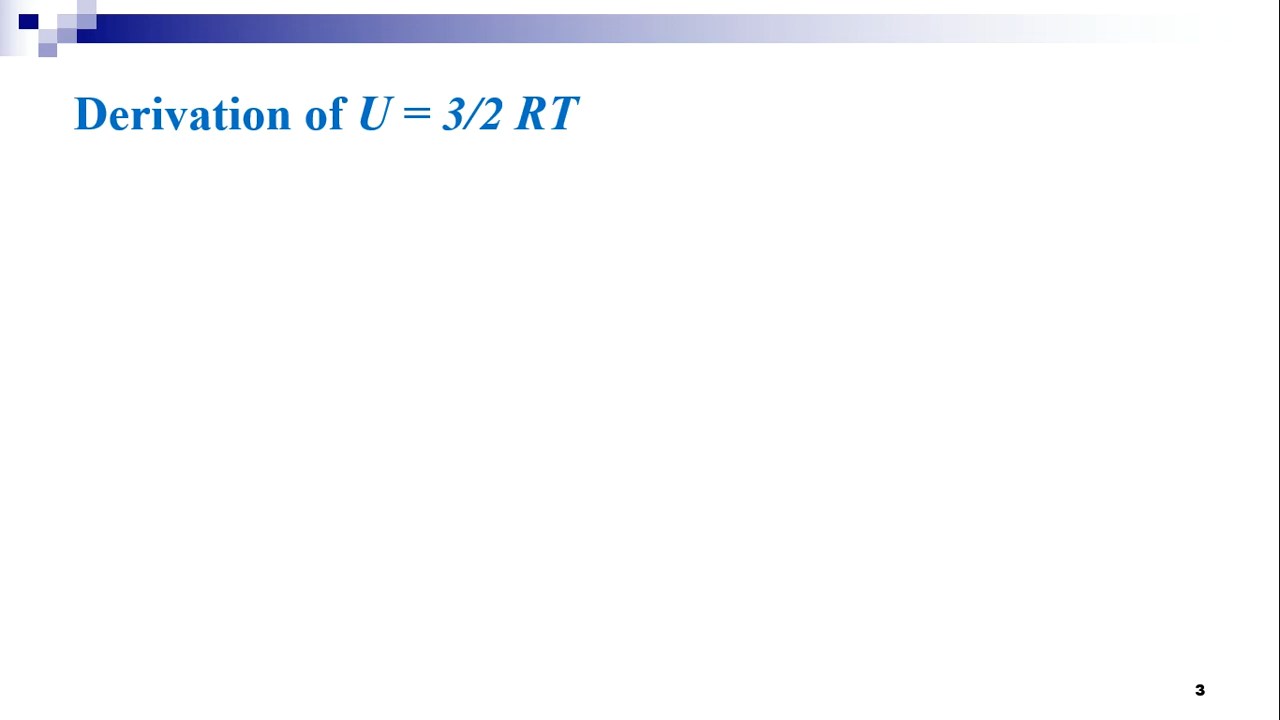 Derivation of U = 3/2 RT
3